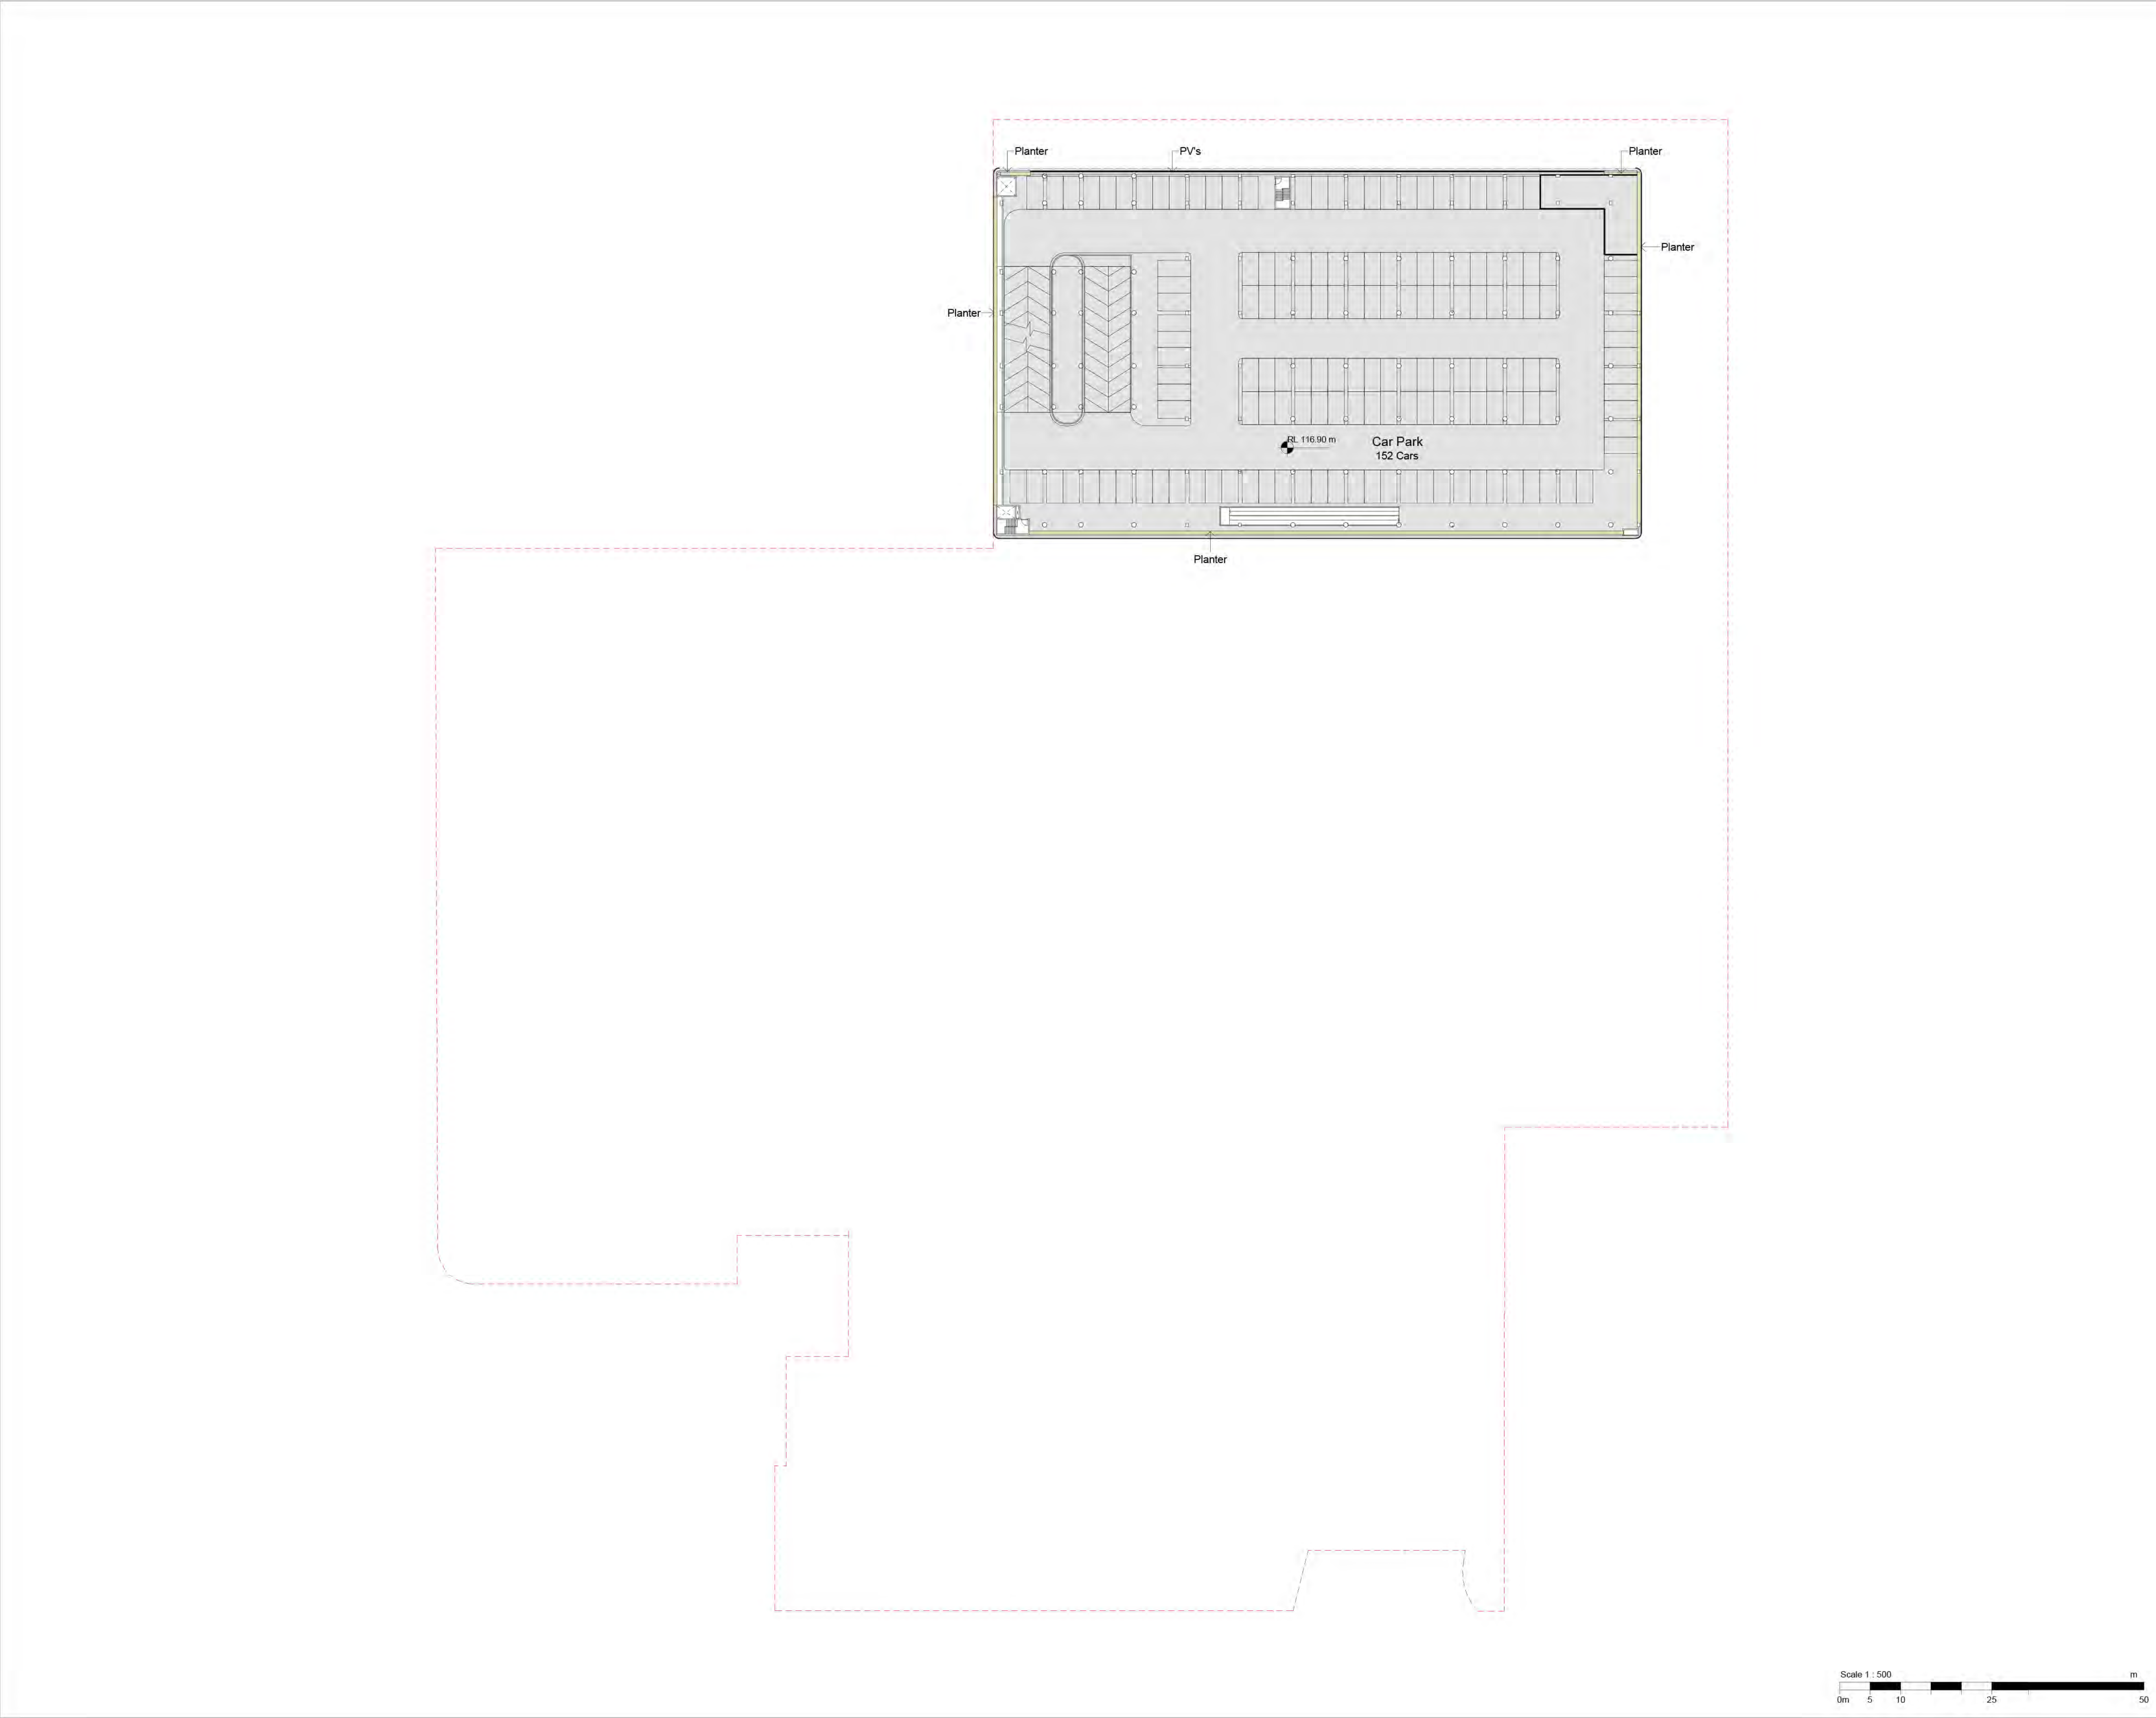 Planter
PV's
Planter
Planter
Planter
RL 116.90 m
Car Park
152 Cars
Planter
Scale 1 : 500
m
0m 5 10 25 50